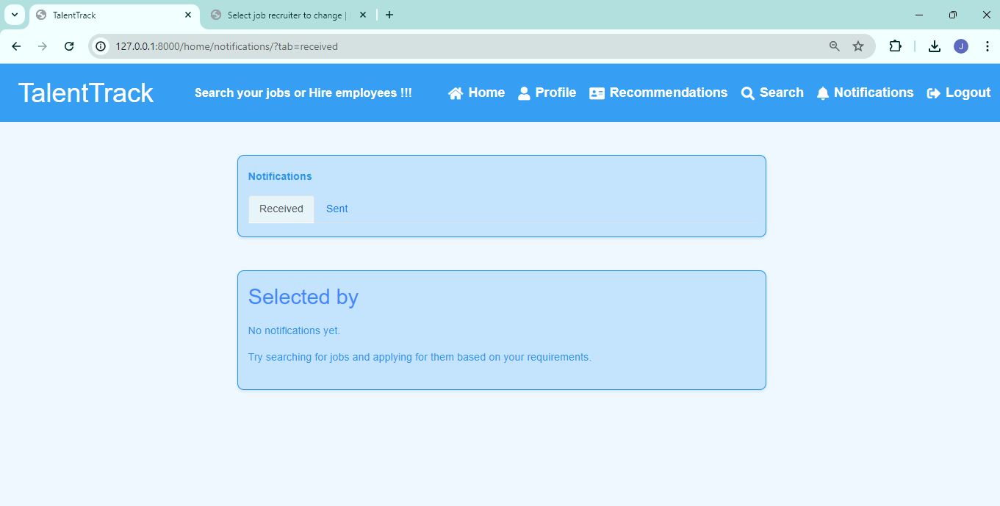 TalentTrack
Select job recruiter to change |
127.0.0.1:8000/home/notifications/?tab=received
J
TalentTrack
Search your jobs or Hire employees !!!
Home
Profile
Recommendations
Search
Notifications
Logout
Notifications
Received
Sent
Selected by
No notifications yet.
Try searching for jobs and applying for them based on your requirements.